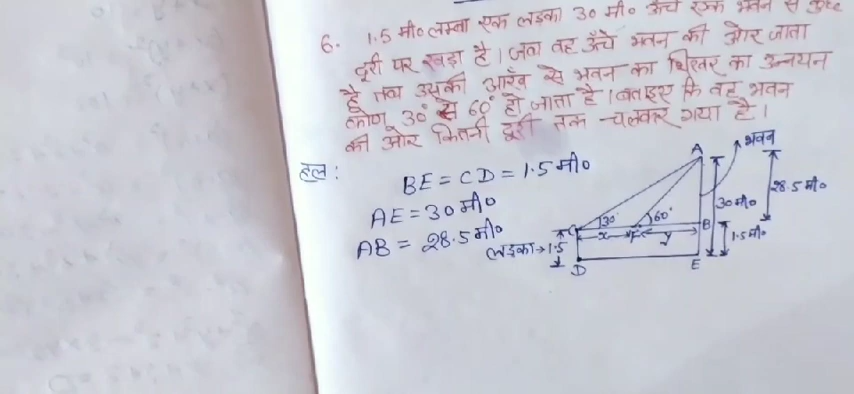 6. 1.5 मी० लम्बा एक लड़का 30 मी० ऊँचे एक भवन से कुछ
दूरी पर खड़ा है। जब वह ऊँचे भवन की ओर जाता
है तब उसकी आँख से भवन का शिखर का उन्नयन
कोण 30° से 60° हो जाता है। बताइए कि वह भवन
की ओर कितनी दूरी तक चलकर गया है।
हल :
BE = CD = 1.5 मी०
AE = 30 मी०
AB = 28.5 मी०
भवन
A
28.5 मी०
30 मी०
30°
60°
C
B
x
F
y
1.5 मी०
लड़का → 1.5
D
E